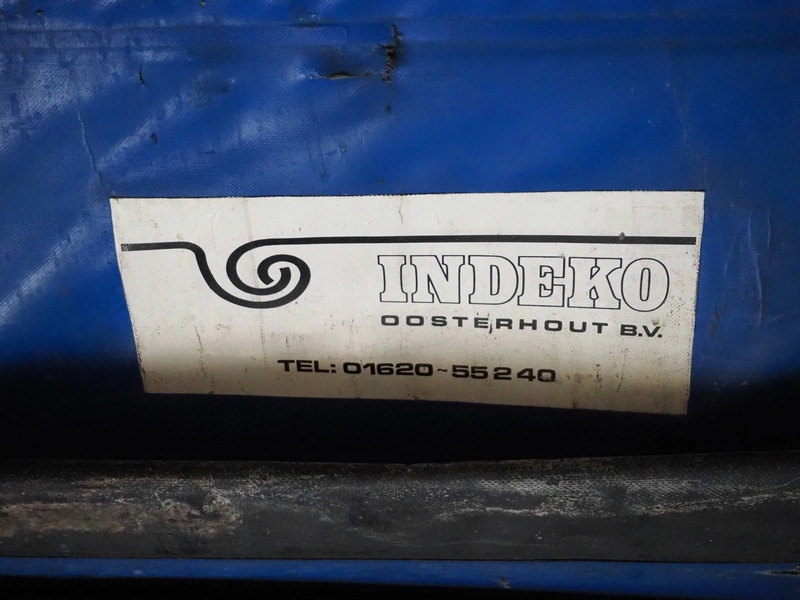 INDEKO
OOSTERHOUT B.V.
TEL: 01620~55240